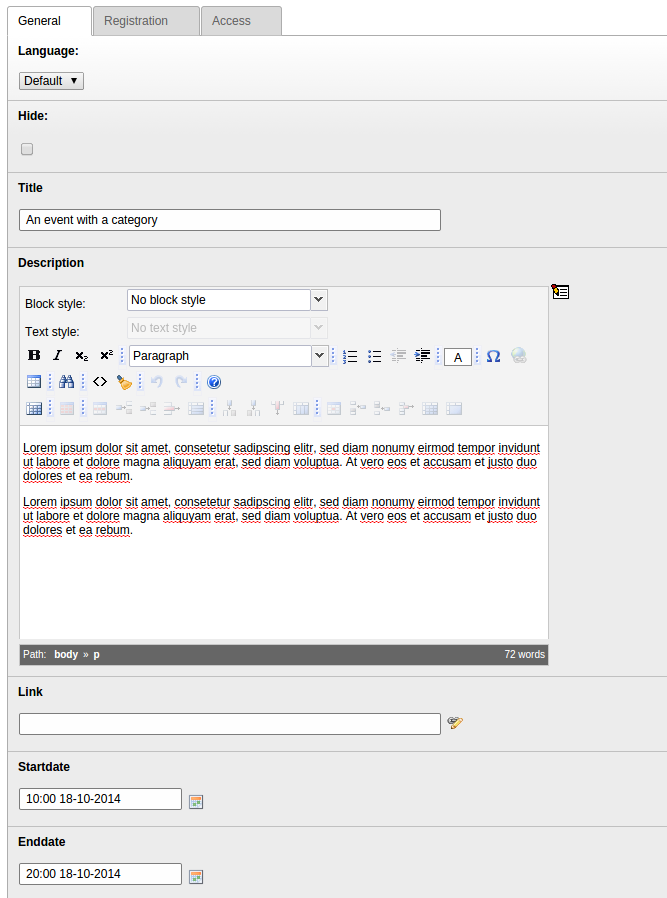 General Registration Access
Language:
Default ▼
Hide:
Title
An event with a category
Description
Block style: No block style
Text style: No text style
B I x₂ x² Paragraph A Ω
<>
Lorem ipsum dolor sit amet, consetetur sadipscing elitr, sed diam nonumy eirmod tempor invidunt
ut labore et dolore magna aliquyam erat, sed diam voluptua. At vero eos et accusam et justo duo
dolores et ea rebum.
Lorem ipsum dolor sit amet, consetetur sadipscing elitr, sed diam nonumy eirmod tempor invidunt
ut labore et dolore magna aliquyam erat, sed diam voluptua. At vero eos et accusam et justo duo
dolores et ea rebum.
Path: body » p 72 words
Link
Startdate
10:00 18-10-2014
Enddate
20:00 18-10-2014